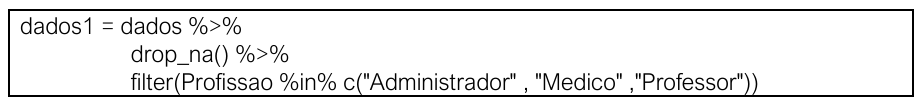 dados1 = dados %>%
drop_na() %>%
filter(Profissao %in% c("Administrador" , "Medico" ,"Professor"))